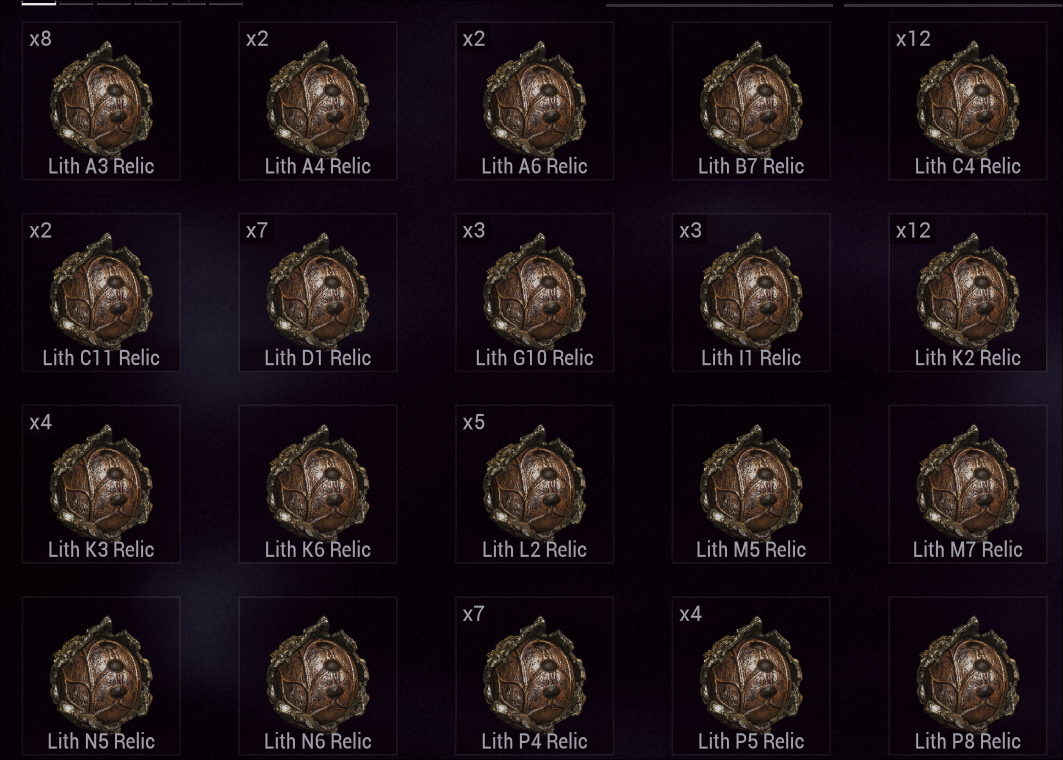 x8 x2 x2 x12
Lith A3 Relic Lith A4 Relic Lith A6 Relic Lith B7 Relic Lith C4 Relic
x2 x7 x3 x3 x12
Lith C11 Relic Lith D1 Relic Lith G10 Relic Lith I1 Relic Lith K2 Relic
x4 x5
Lith K3 Relic Lith K6 Relic Lith L2 Relic Lith M5 Relic Lith M7 Relic
x7 x4
Lith N5 Relic Lith N6 Relic Lith P4 Relic Lith P5 Relic Lith P8 Relic